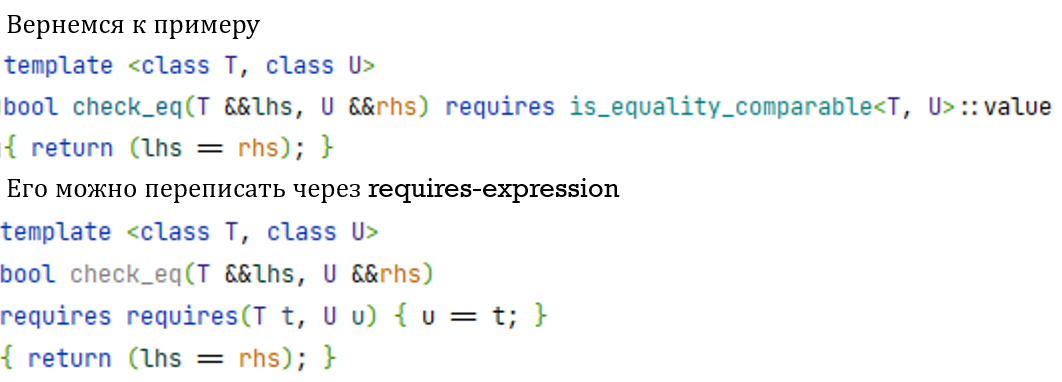 Вернемся к примеру
template <class T, class U>
bool check_eq(T &&lhs, U &&rhs) requires is_equality_comparable<T, U>::value
{ return (lhs == rhs); }
Его можно переписать через requires-expression
template <class T, class U>
bool check_eq(T &&lhs, U &&rhs)
requires requires(T t, U u) { u == t; }
{ return (lhs == rhs); }